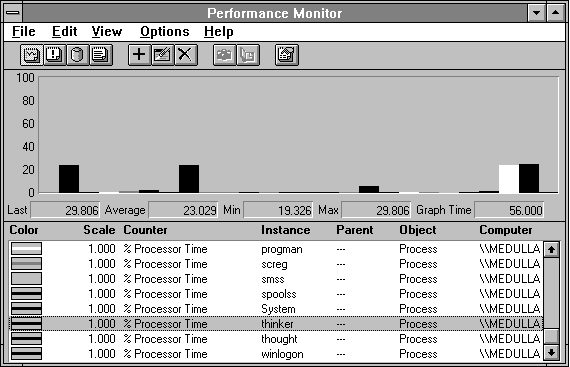 Performance Monitor
File Edit View Options Help
100
80
60
40
20
0
Last 29.806 Average 23.029 Min 19.326 Max 29.806 Graph Time 56.000
Color Scale Counter Instance Parent Object Computer
1.000 % Processor Time progman --- Process \\MEDULLA
1.000 % Processor Time screg --- Process \\MEDULLA
1.000 % Processor Time smss --- Process \\MEDULLA
1.000 % Processor Time spoolss --- Process \\MEDULLA
1.000 % Processor Time System --- Process \\MEDULLA
1.000 % Processor Time thinker --- Process \\MEDULLA
1.000 % Processor Time thought --- Process \\MEDULLA
1.000 % Processor Time winlogon --- Process \\MEDULLA